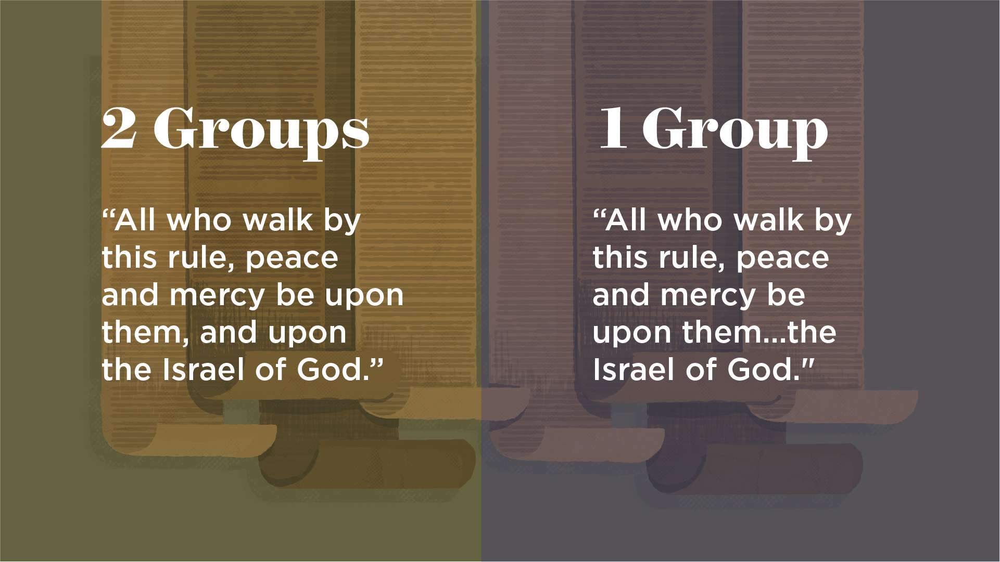 2 Groups
“All who walk by
this rule, peace
and mercy be upon
them, and upon
the Israel of God.”
1 Group
“All who walk by
this rule, peace
and mercy be
upon them...the
Israel of God."